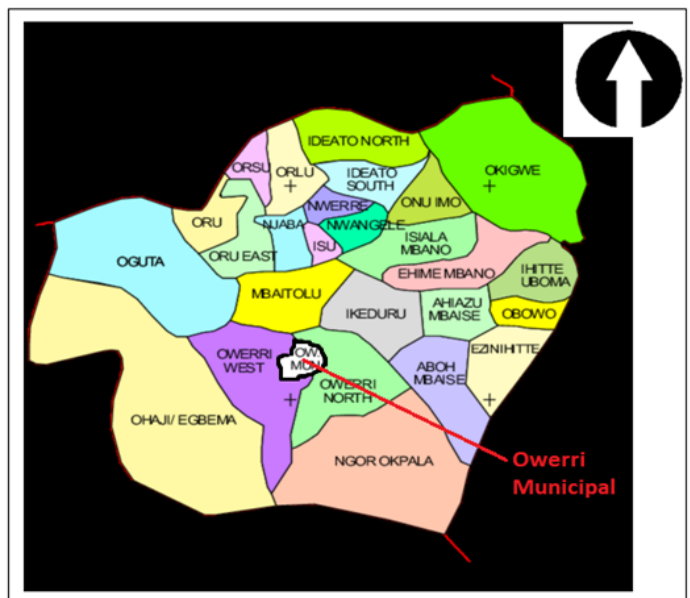 IDEATO NORTH
ORSU
ORLU
IDEATO
SOUTH
OKIGWE
ONU IMO
NWERRE
ORU
NJABA
NWANGELE
ISU
ISIALA
MBANO
ORU EAST
OGUTA
EHIME MBANO
IHITTE
UBOMA
MBAITOLU
IKEDURU
AHIAZU
MBAISE
OBOWO
OWERRI
WEST
OW.
MUN
EZINIHITTE
ABOH
MBAISE
OWERRI
NORTH
OHAJI/ EGBEMA
NGOR OKPALA
Owerri
Municipal